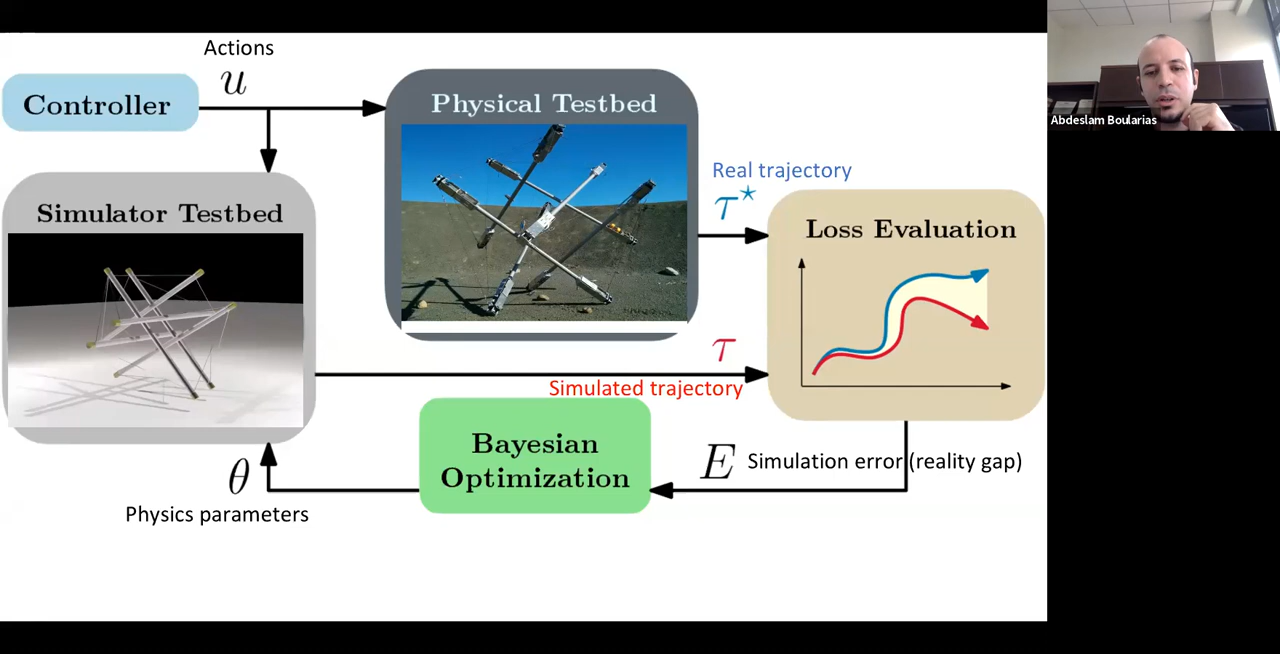 Actions
u
Controller
Physical Testbed
Abdeslam Boularias
Real trajectory
τ*
Simulator Testbed
Loss Evaluation
τ
Simulated trajectory
Bayesian
Optimization
E
Simulation error (reality gap)
θ
Physics parameters